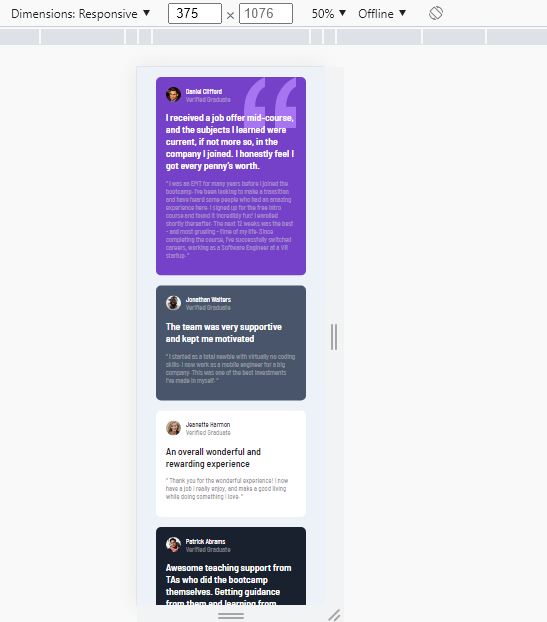 Dimensions: Responsive ▼ 375 × 1076 50% ▼ Offline ▼
Daniel Clifford
Verified Graduate
I received a job offer mid-course,
and the subjects I learned were
current, if not more so, in the
company I joined. I honestly feel I
got every penny's worth.
" I was an EMT for many years before I joined the
bootcamp. I've been looking to make a transition
and have heard some people who had an amazing
experience here. I signed up for the free intro
course and found it incredibly fun! I enrolled
shortly thereafter. The next 12 weeks was the best
- and most grueling - time of my life. Since
completing the course, I've successfully switched
careers, working as a Software Engineer at a VR
startup. "
Jonathan Walters
Verified Graduate
The team was very supportive
and kept me motivated
" I started as a total newbie with virtually no coding
skills. I now work as a mobile engineer for a big
company. This was one of the best investments
I've made in myself. "
Jeanette Harmon
Verified Graduate
An overall wonderful and
rewarding experience
" Thank you for the wonderful experience! I now
have a job I really enjoy, and make a good living
while doing something I love. "
Patrick Abrams
Verified Graduate
Awesome teaching support from
TAs who did the bootcamp
themselves. Getting guidance
from them and learning from